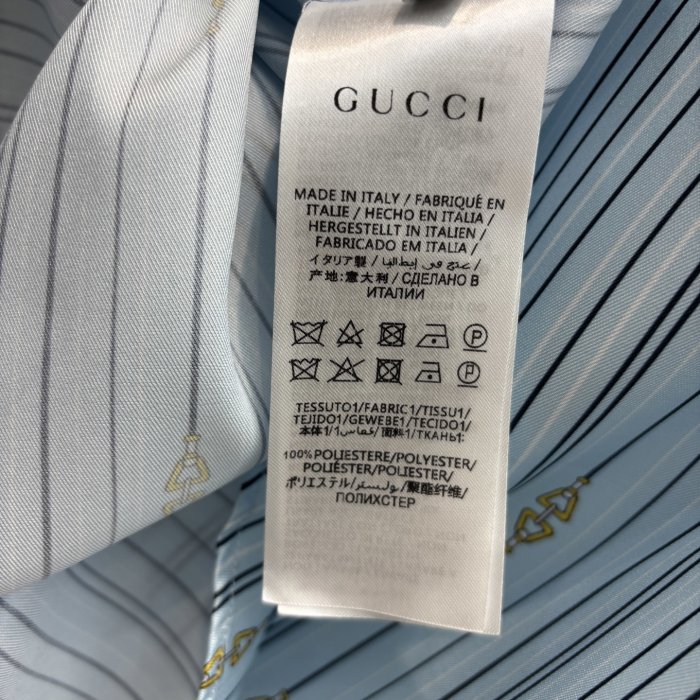 GUCCI
MADE IN ITALY / FABRIQUÉ EN
ITALIE / HECHO EN ITALIA /
HERGESTELLT IN ITALIEN /
FABRICADO EM ITALIA /
イタリア製 / صنع في إيطاليا /
产地:意大利 / СДЕЛАНО В
ИТАЛИИ
P
P
TESSUTO1/FABRIC1/TISSU1/
TEJIDO1/GEWEBE1/TECIDO1/
本体1/قماش1/面料1/ТКАНЬ1:
100% POLIESTERE/POLYESTER/
POLIÉSTER/POLIESTER/
ポリエステル/بوليستر/聚酯纤维/
ПОЛИХСТЕР